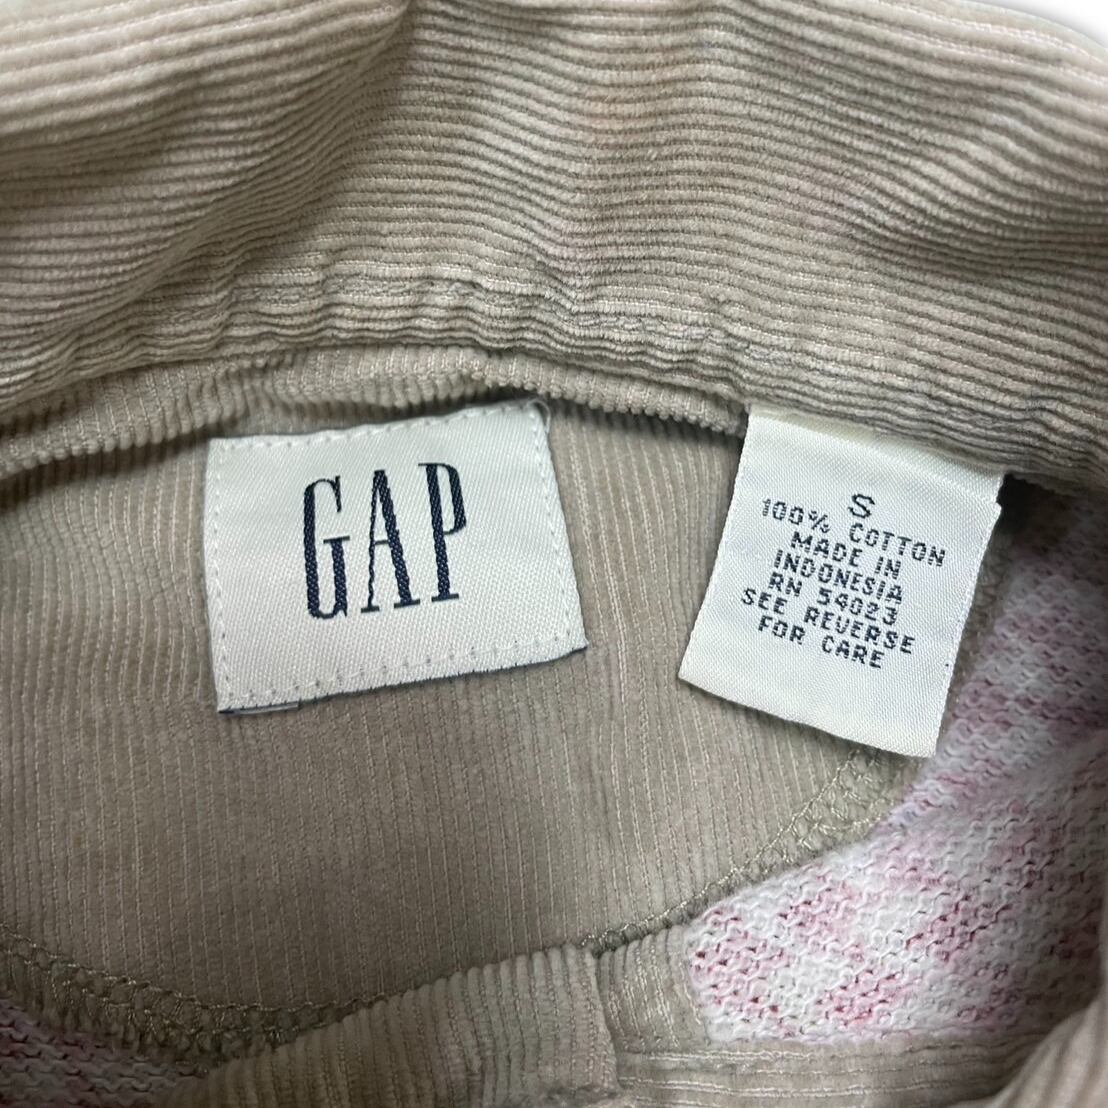 GAP
S
100% COTTON
MADE IN
INDONESIA
RN 54023
SEE REVERSE
FOR CARE